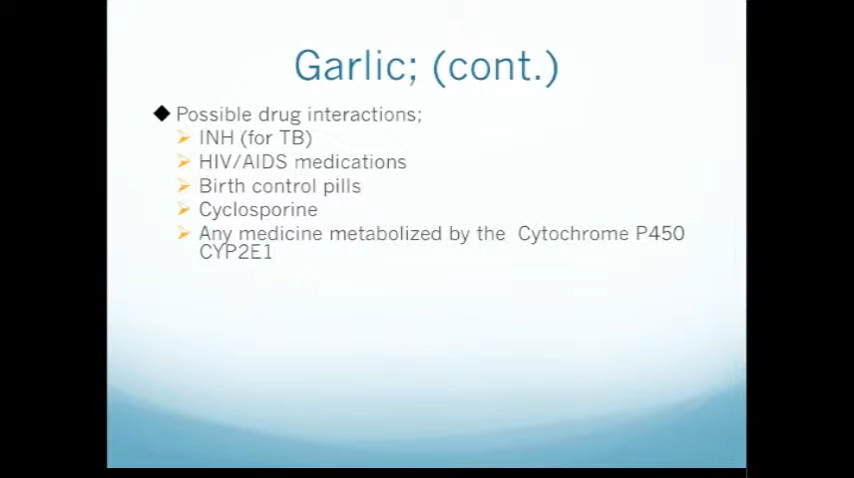 Garlic; (cont.)
Possible drug interactions;
INH (for TB)
HIV/AIDS medications
Birth control pills
Cyclosporine
Any medicine metabolized by the Cytochrome P450
CYP2E1